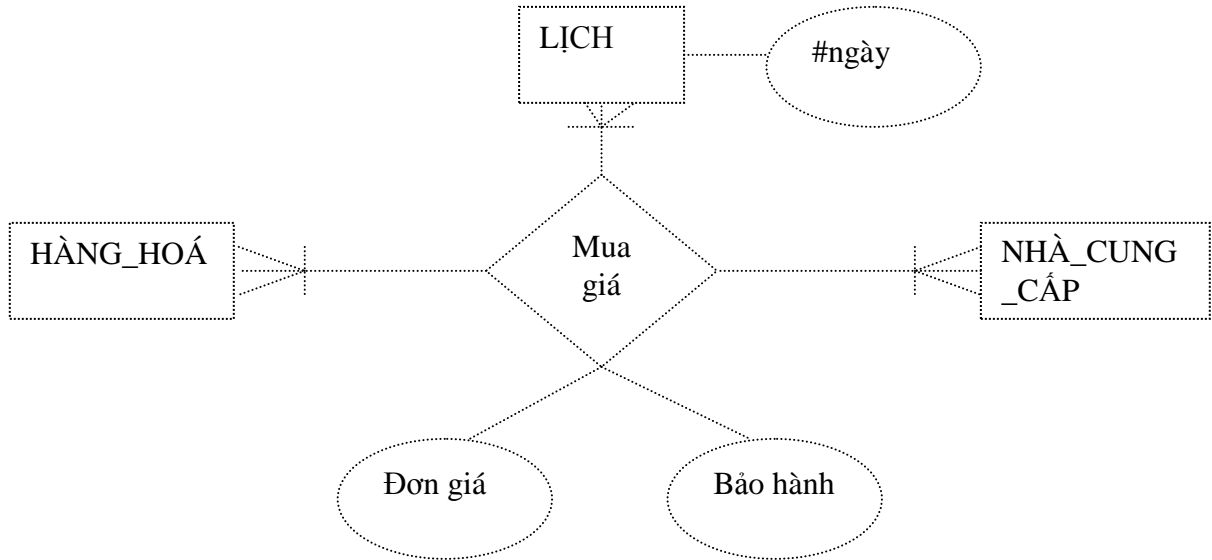 LỊCH
#ngày
HÀNG_HOÁ
Mua
giá
NHÀ_CUNG
_CẤP
Đơn giá
Bảo hành